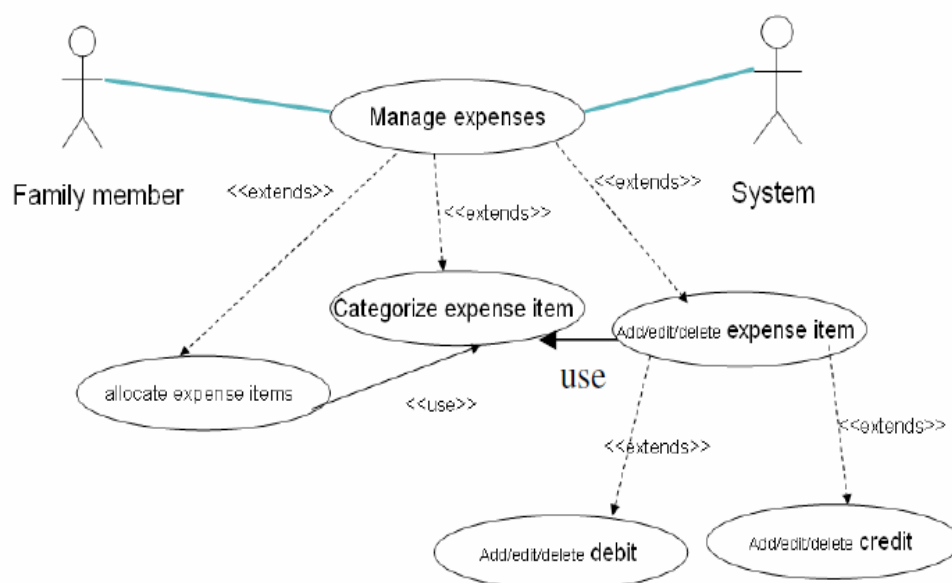 Manage expenses
Family member
<<extends>>
<<extends>>
<<extends>>
System
Categorize expense item
Add/edit/delete expense item
allocate expense items
<<use>>
use
<<extends>>
<<extends>>
Add/edit/delete debit
Add/edit/delete credit